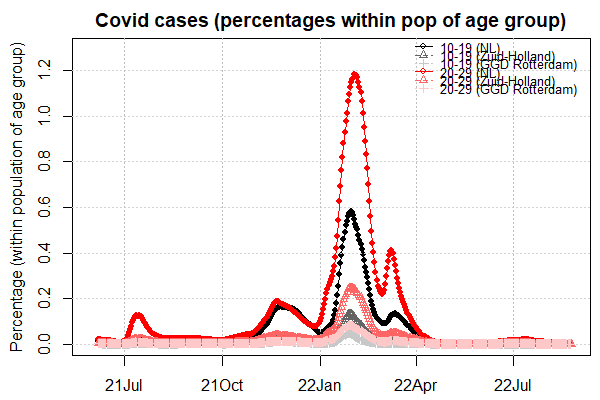 Covid cases (percentages within pop of age group)
10-19 (NL)
10-19 (Zuid-Holland)
10-19 (GGD Rotterdam)
20-29 (NL)
20-29 (Zuid-Holland)
20-29 (GGD Rotterdam)
Percentage (within population of age group)
1.2
1.0
0.8
0.6
0.4
0.2
0.0
21Jul 21Oct 22Jan 22Apr 22Jul